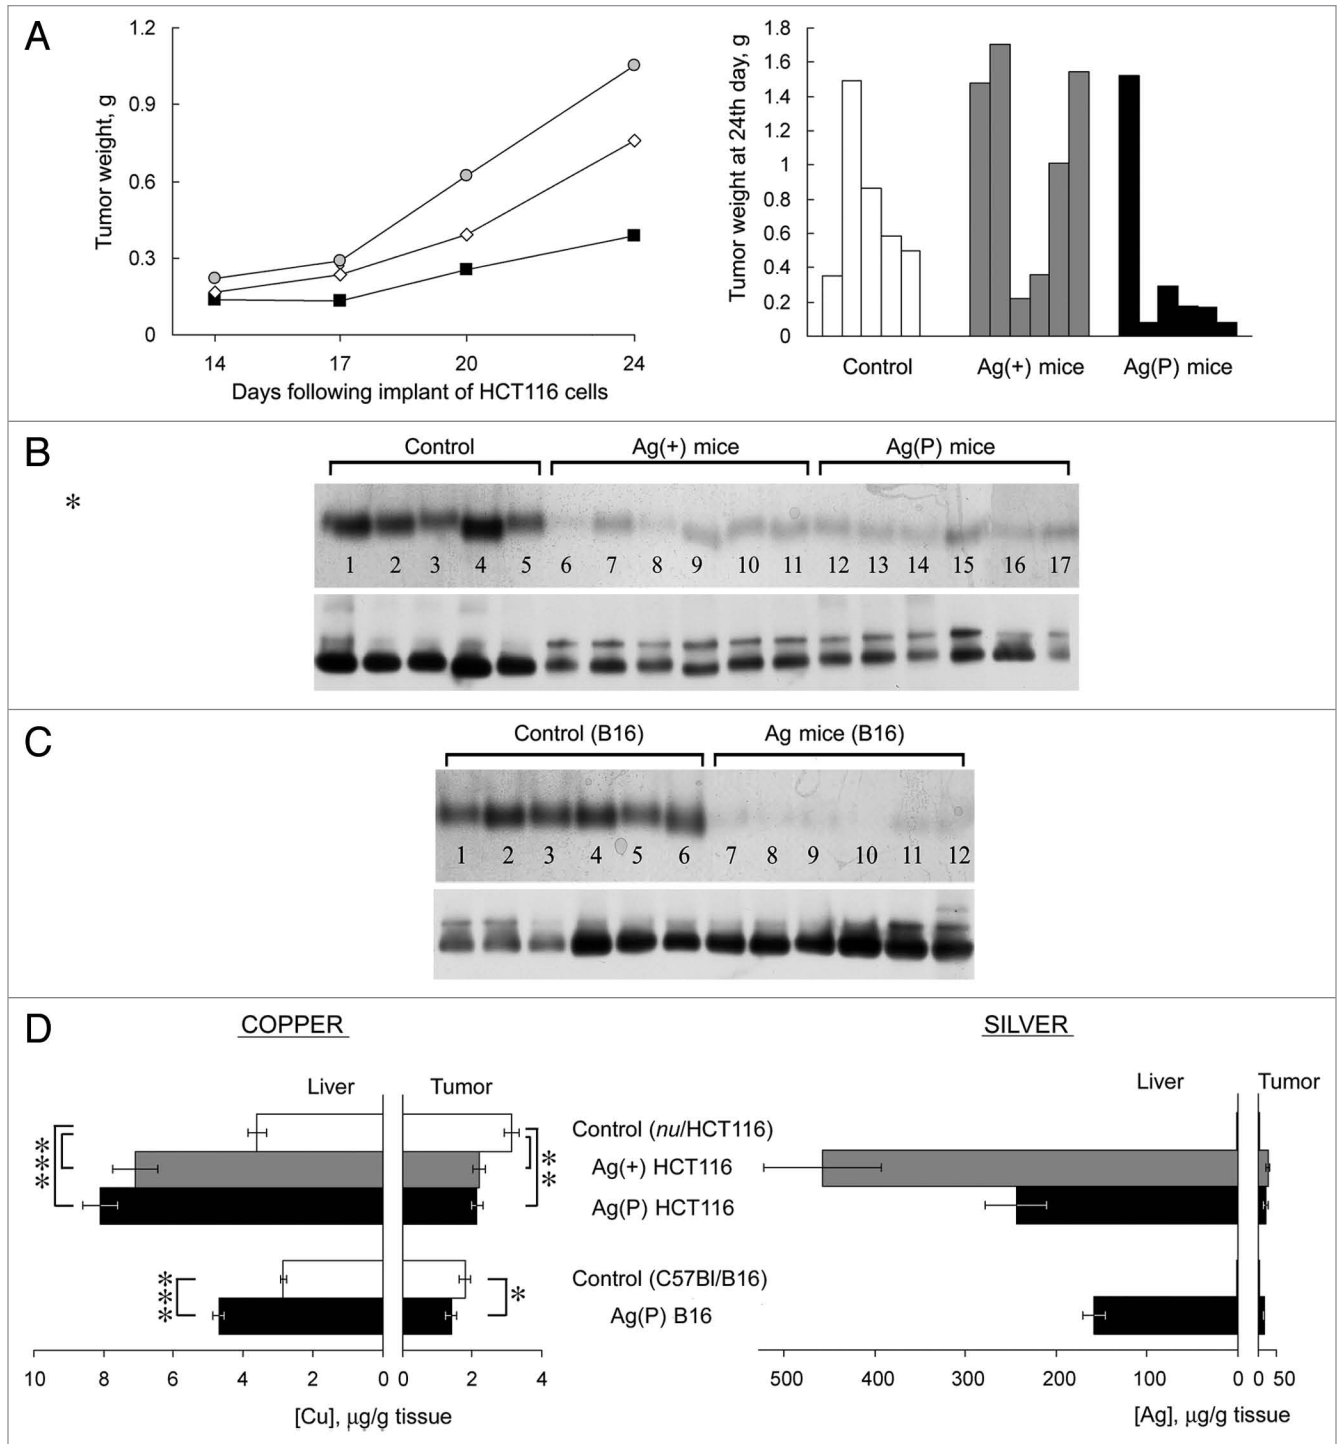 A
1.2
0.9
0.6
0.3
0
Tumor weight, g
14 17 20 24
Days following implant of HCT116 cells
1.8
1.6
1.4
1.2
1
0.8
0.6
0.4
0.2
0
Tumor weight at 24th day, g
Control Ag(+) mice Ag(P) mice
B
Control Ag(+) mice Ag(P) mice
*
1 2 3 4 5 6 7 8 9 10 11 12 13 14 15 16 17
C
Control (B16) Ag mice (B16)
1 2 3 4 5 6 7 8 9 10 11 12
D
COPPER SILVER
Liver Tumor Liver Tumor
Control (nu/HCT116)
*** **
Ag(+) HCT116
Ag(P) HCT116
Control (C57Bl/B16)
*** *
Ag(P) B16
10 8 6 4 2 0 0 2 4 500 400 300 200 100 0 0 50
[Cu], µg/g tissue [Ag], µg/g tissue